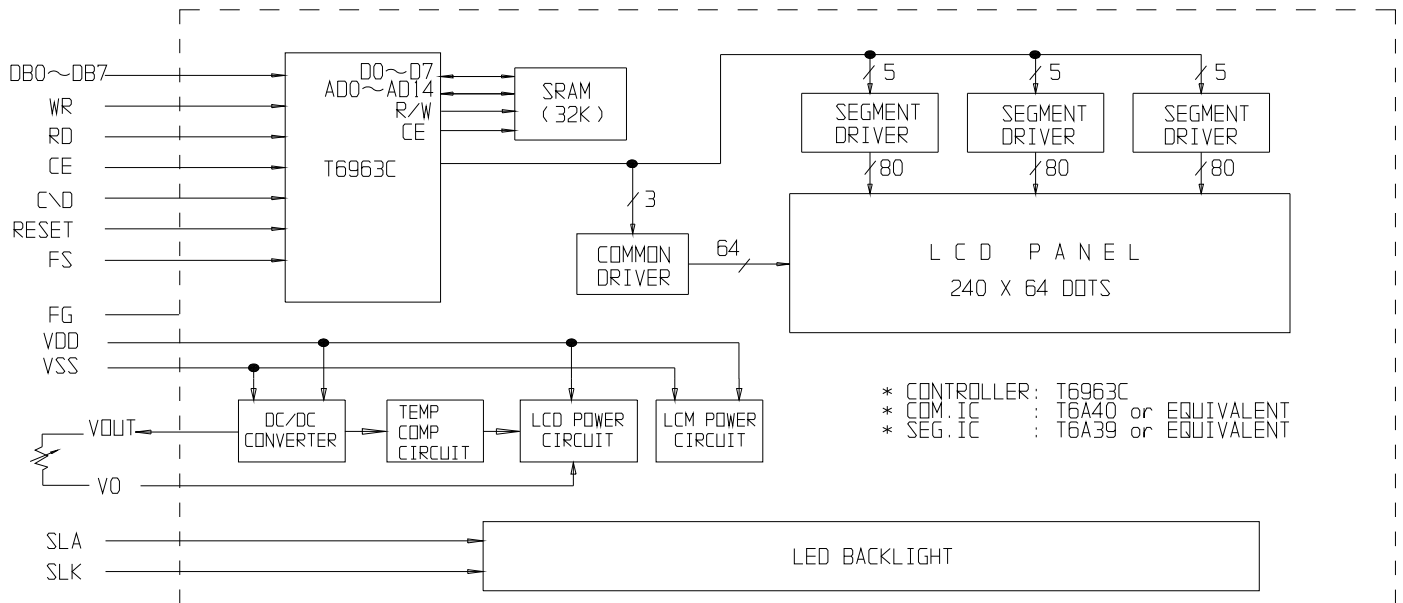 DB0～DB7
WR
RD
CE
C\D
RESET
FS
FG
VDD
VSS
VOUT
VO
SLA
SLK
D0～D7
AD0～AD14
R/W
CE
T6963C
SRAM
(32K)
5
5
5
SEGMENT
DRIVER
SEGMENT
DRIVER
SEGMENT
DRIVER
80
80
80
3
COMMON
DRIVER
64
LCD PANEL
240 X 64 DOTS
DC/DC
CONVERTER
TEMP
COMP
CIRCUIT
LCD POWER
CIRCUIT
LCM POWER
CIRCUIT
* CONTROLLER: T6963C
* COM.IC : T6A40 or EQUIVALENT
* SEG.IC : T6A39 or EQUIVALENT
LED BACKLIGHT